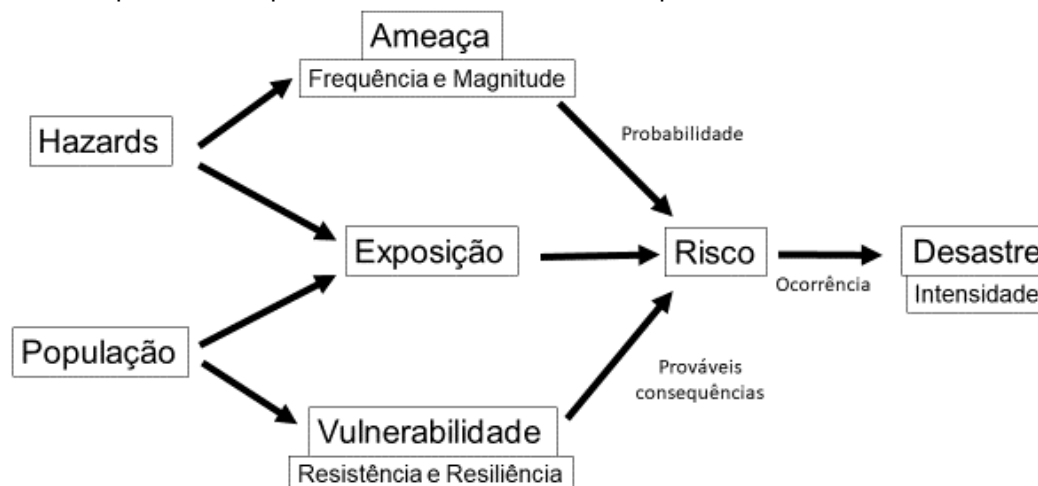 Ameaça
Frequência e Magnitude
Probabilidade
Hazards
Exposição
Risco
Desastre
Ocorrência
Intensidade
População
Prováveis
consequências
Vulnerabilidade
Resistência e Resiliência